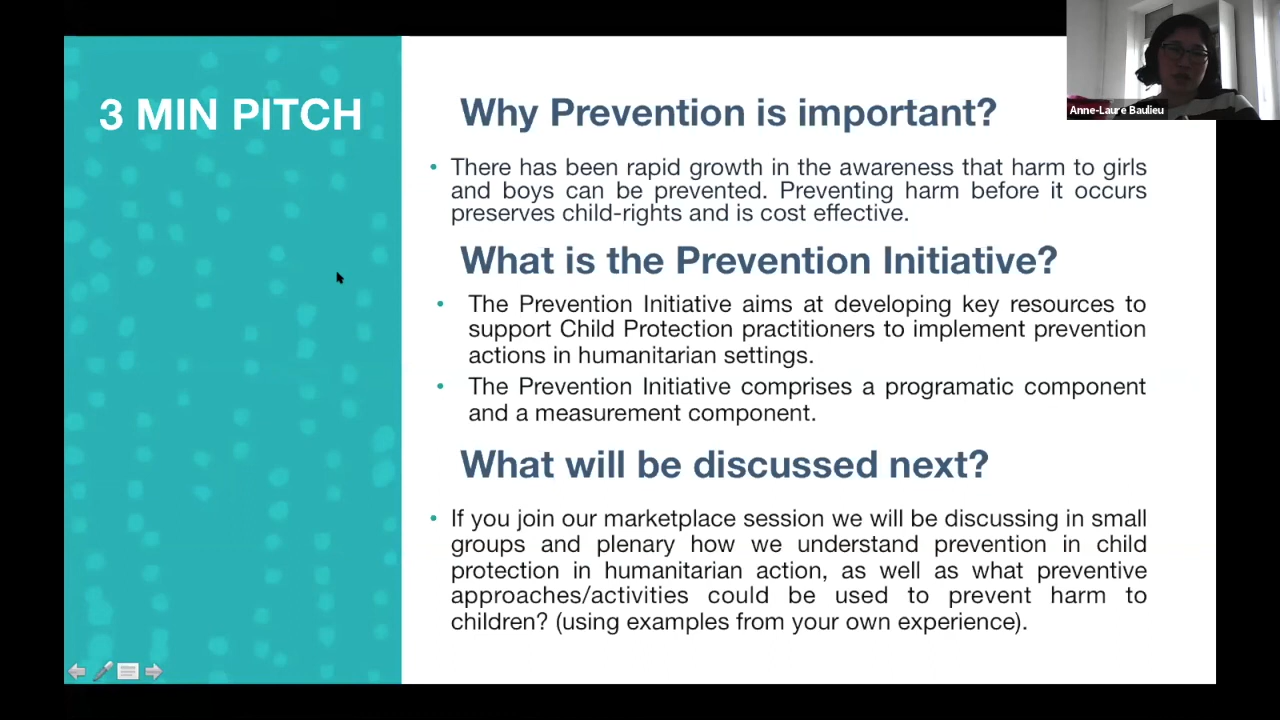 3 MIN PITCH
Why Prevention is important?
• There has been rapid growth in the awareness that harm to girls
and boys can be prevented. Preventing harm before it occurs
preserves child-rights and is cost effective.
What is the Prevention Initiative?
• The Prevention Initiative aims at developing key resources to
support Child Protection practitioners to implement prevention
actions in humanitarian settings.
• The Prevention Initiative comprises a programatic component
and a measurement component.
What will be discussed next?
• If you join our marketplace session we will be discussing in small
groups and plenary how we understand prevention in child
protection in humanitarian action, as well as what preventive
approaches/activities could be used to prevent harm to
children? (using examples from your own experience).
Anne-Laure Baulieu